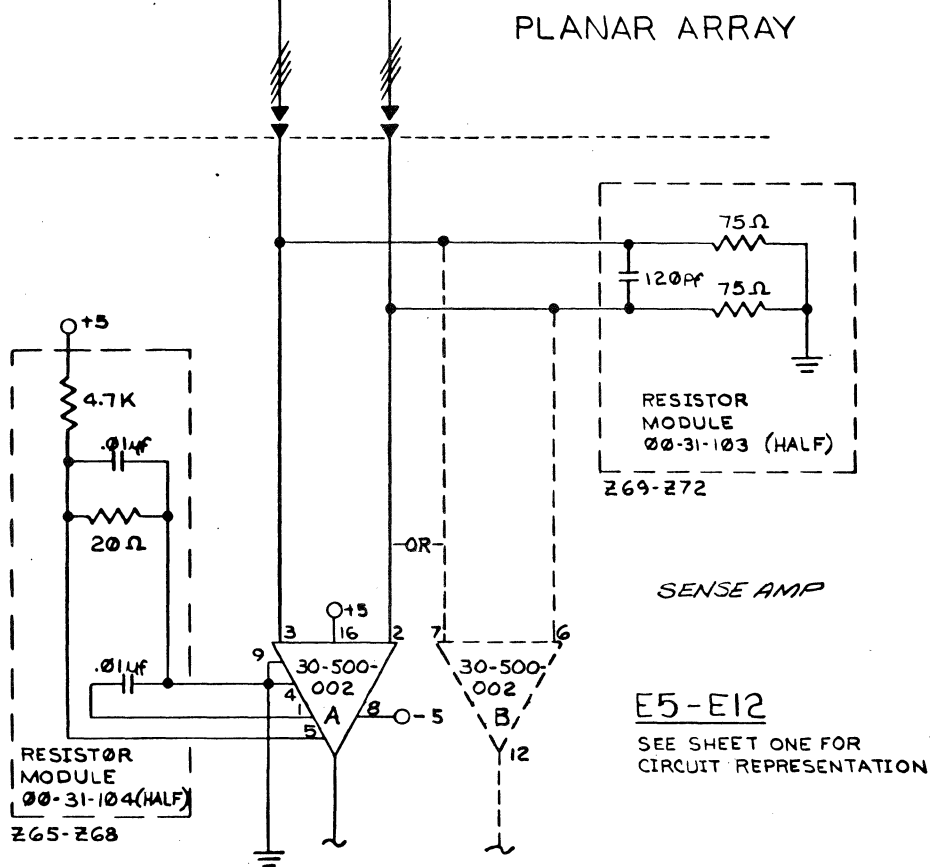 PLANAR ARRAY
75Ω
120pf
75Ω
RESISTOR
MODULE
00-31-103 (HALF)
Z69-Z72
+5
4.7K
.01µf
20Ω
.01µf
RESISTOR
MODULE
00-31-104(HALF)
Z65-Z68
-OR-
+5
3
16
2
9
30-500-
002
4
A
1
8
-5
5
7
6
30-500-
002
B
12
SENSE AMP
E5-E12
SEE SHEET ONE FOR
CIRCUIT REPRESENTATION